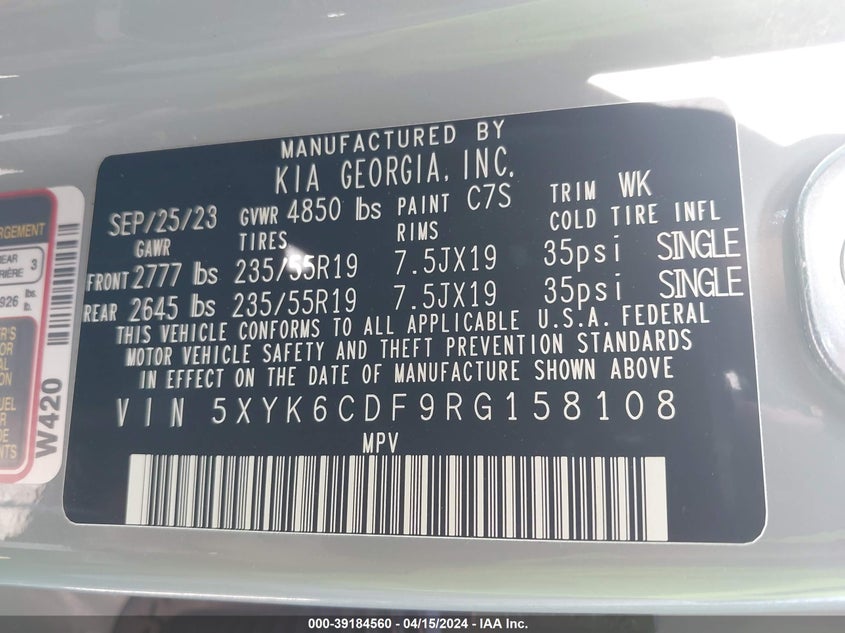 MANUFACTURED BY
KIA GEORGIA, INC.
SEP/25/23 GVWR 4850 lbs PAINT C7S TRIM WK
GAWR TIRES RIMS COLD TIRE INFL
FRONT 2777 lbs 235/55R19 7.5JX19 35psi SINGLE
REAR 2645 lbs 235/55R19 7.5JX19 35psi SINGLE
THIS VEHICLE CONFORMS TO ALL APPLICABLE U.S.A. FEDERAL
MOTOR VEHICLE SAFETY AND THEFT PREVENTION STANDARDS
IN EFFECT ON THE DATE OF MANUFACTURE SHOWN ABOVE
VIN 5XYK6CDF9RG158108
MPV
3
lbs.
lb.
W420
000-39184560 - 04/15/2024 - IAA Inc.